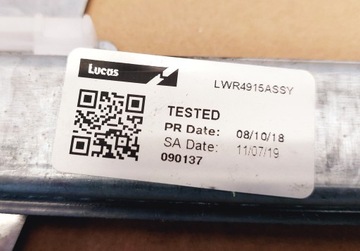 Lucas
LWR4915ASSY
TESTED
PR Date: 08/10/18
SA Date: 11/07/19
090137